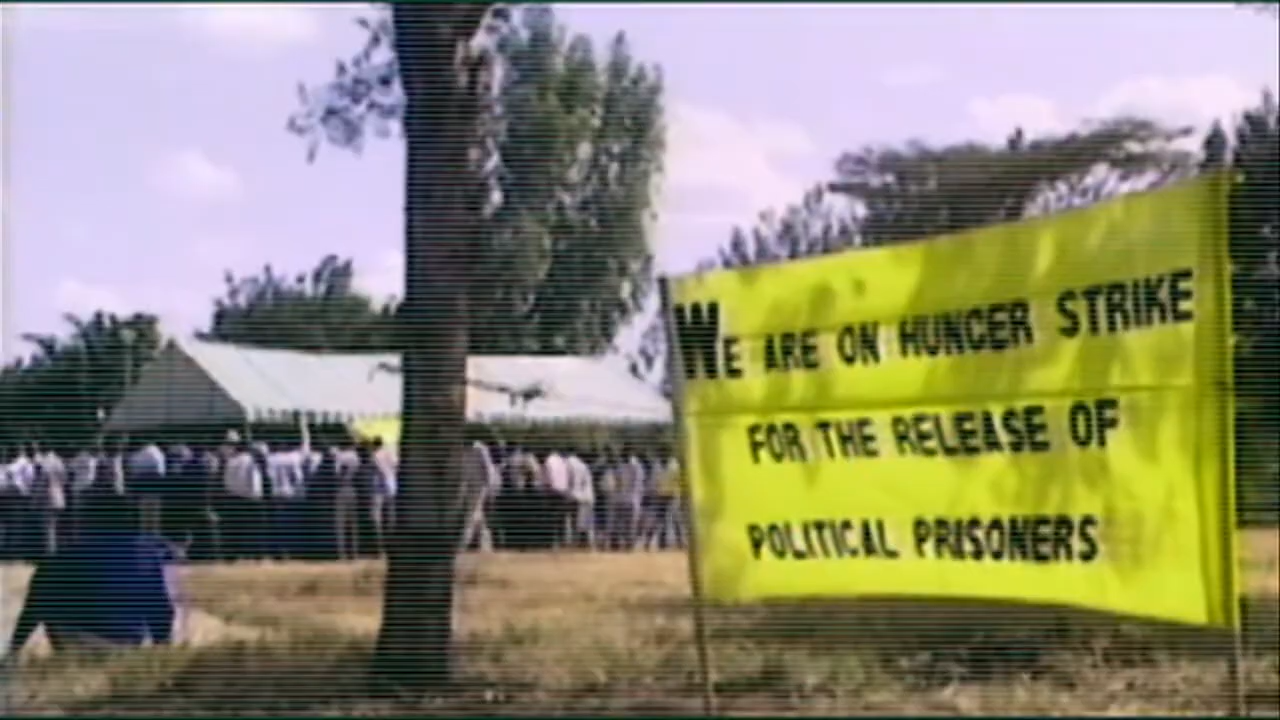 WE ARE ON HUNGER STRIKE
FOR THE RELEASE OF
POLITICAL PRISONERS